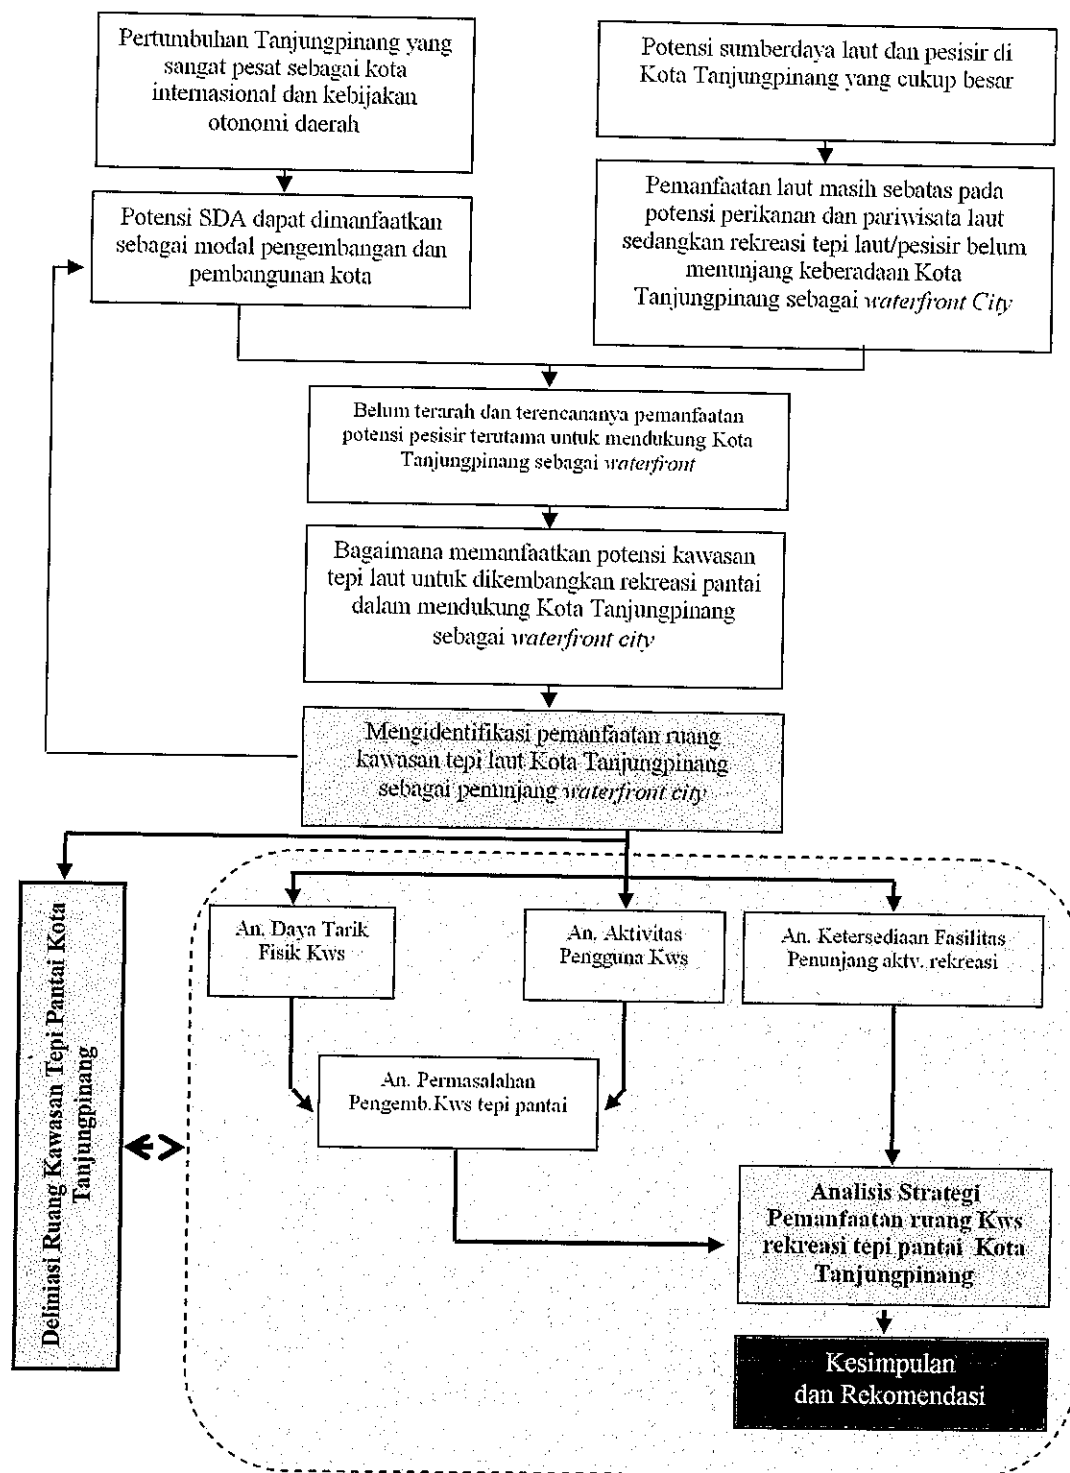 Pertumbuhan Tanjungpinang yang
sangat pesat sebagai kota
internasional dan kebijakan
otonomi daerah
Potensi sumberdaya laut dan pesisir di
Kota Tanjungpinang yang cukup besar
Potensi SDA dapat dimanfaatkan
sebagai modal pengembangan dan
pembangunan kota
Pemanfaatan laut masih sebatas pada
potensi perikanan dan pariwisata laut
sedangkan rekreasi tepi laut/pesisir belum
menunjang keberadaan Kota
Tanjungpinang sebagai waterfront City
Belum terarah dan terencananya pemanfaatan
potensi pesisir terutama untuk mendukung Kota
Tanjungpinang sebagai waterfront
Bagaimana memanfaatkan potensi kawasan
tepi laut untuk dikembangkan rekreasi pantai
dalam mendukung Kota Tanjungpinang
sebagai waterfront city
Mengidentifikasi pemanfaatan ruang
kawasan tepi laut Kota Tanjungpinang
sebagai penunjang waterfront city
Deliniasi Ruang Kawasan Tepi Pantai Kota
Tanjungpinang
An. Daya Tarik
Fisik Kws
An. Aktivitas
Pengguna Kws
An. Ketersediaan Fasilitas
Penunjang aktv. rekreasi
An. Permasalahan
Pengemb.Kws tepi pantai
Analisis Strategi
Pemanfaatan ruang Kws
rekreasi tepi pantai Kota
Tanjungpinang
Kesimpulan
dan Rekomendasi